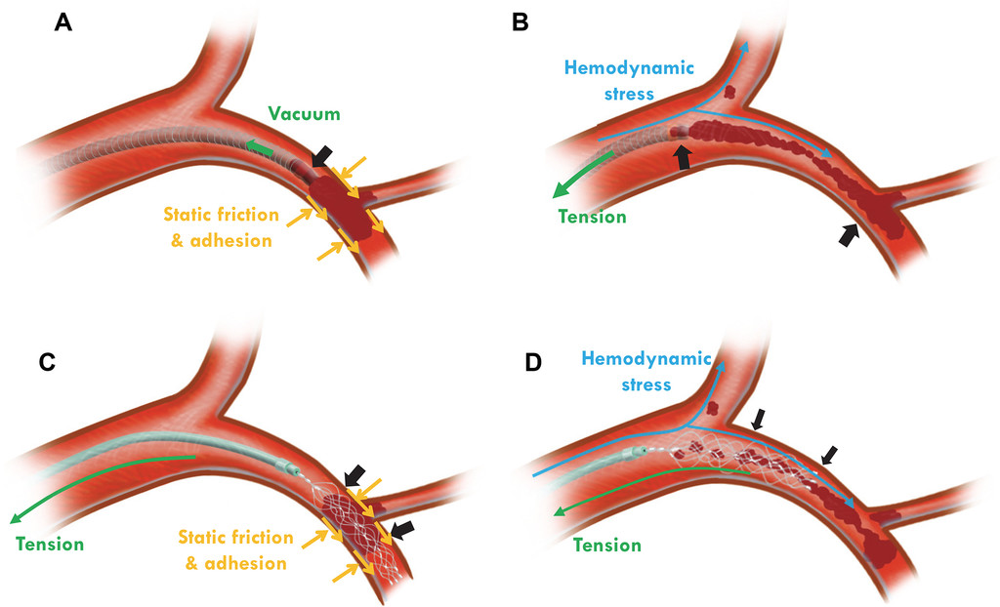 A
Vacuum
Static friction
& adhesion
B
Hemodynamic
stress
Tension
C
Tension
Static friction
& adhesion
D
Hemodynamic
stress
Tension